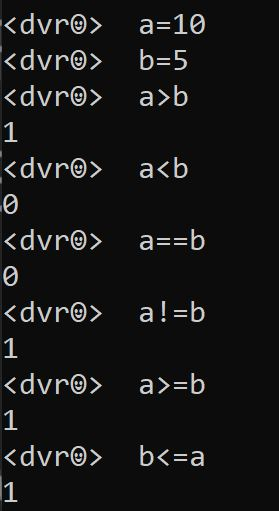 <dvr☺>  a=10
<dvr☺>  b=5
<dvr☺>  a>b
1
<dvr☺>  a<b
0
<dvr☺>  a==b
0
<dvr☺>  a!=b
1
<dvr☺>  a>=b
1
<dvr☺>  b<=a
1